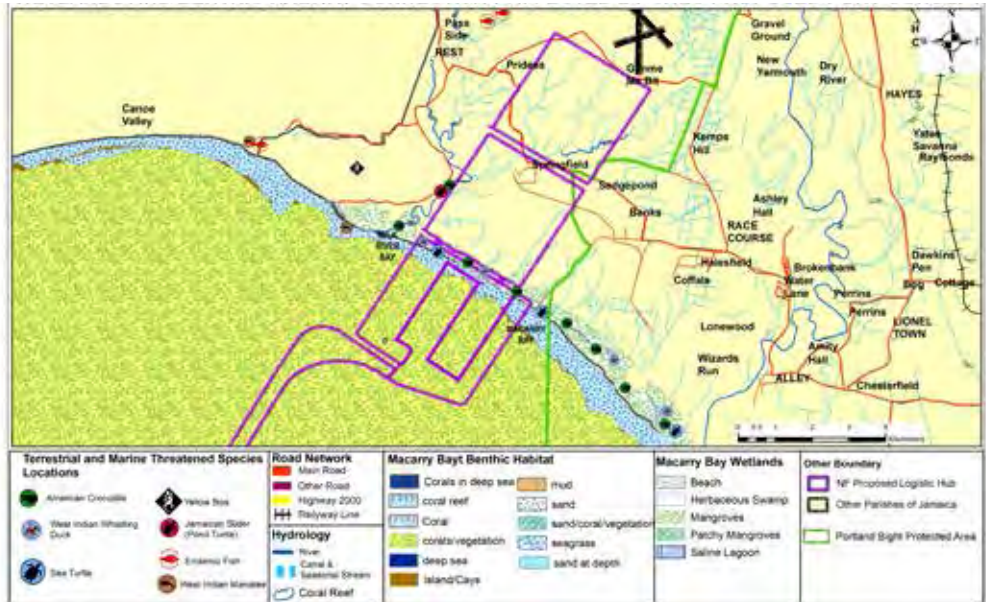 Pass
Side
REST
Gravel
Ground
H
C
New
Yarmouth
Dry
River
Prideas
HAYES
Canoe
Valley
Kemps
Hill
Savanna
Springfield
Sedgepond
Ashley
Hall
Banks
RACE
COURSE
BAY
Dawkins
Pen
Brokenbank
Water
Lane
Bog
Cottage
Perrins
Perrins
LIONEL
TOWN
Lonewood
Amity
Hall
Wizards
Run
ALLEY
Chesterfield
Terrestrial and Marine Threatened Species
Locations
American Crocodile
Yellow Boa
West Indian Whistling
Duck
Jamaican Slider
(Pond Turtle)
Endemic Fish
Sea Turtle
West Indian Manatee
Road Network
Main Road
Other Road
Highway 2000
Railway Line
Hydrology
River
Canal &
Seasonal Stream
Coral Reef
Macarry Bayt Benthic Habitat
Corals in deep sea
coral reef
Coral
corals/vegetation
deep sea
Island/Cays
mud
sand
sand/coral/vegetation
seagrass
sand at depth
Macarry Bay Wetlands
Beach
Herbaceous Swamp
Mangroves
Patchy Mangroves
Saline Lagoon
Other Boundary
NF Proposed Logistic Hub
Other Parishes of Jamaica
Portland Bight Protected Area